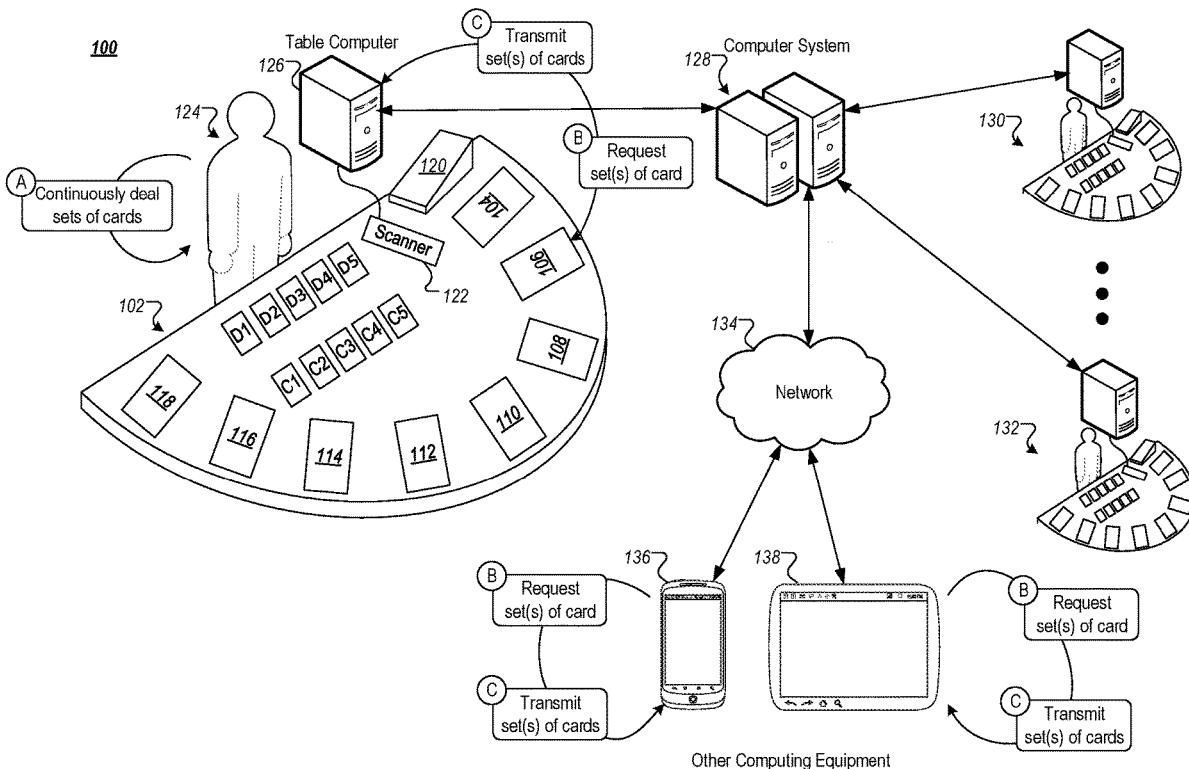 100
Table Computer
126
C
Transmit
set(s) of cards
Computer System
128
124
B
Request
set(s) of card
130
A
Continuously deal
sets of cards
120
104
Scanner
106
122
102
D1 D2 D3 D4 D5
C1 C2 C3 C4 C5
108
118
116
114
112
110
134
Network
132
136
138
B
Request
set(s) of card
B
Request
set(s) of card
C
Transmit
set(s) of cards
C
Transmit
set(s) of cards
Other Computing Equipment